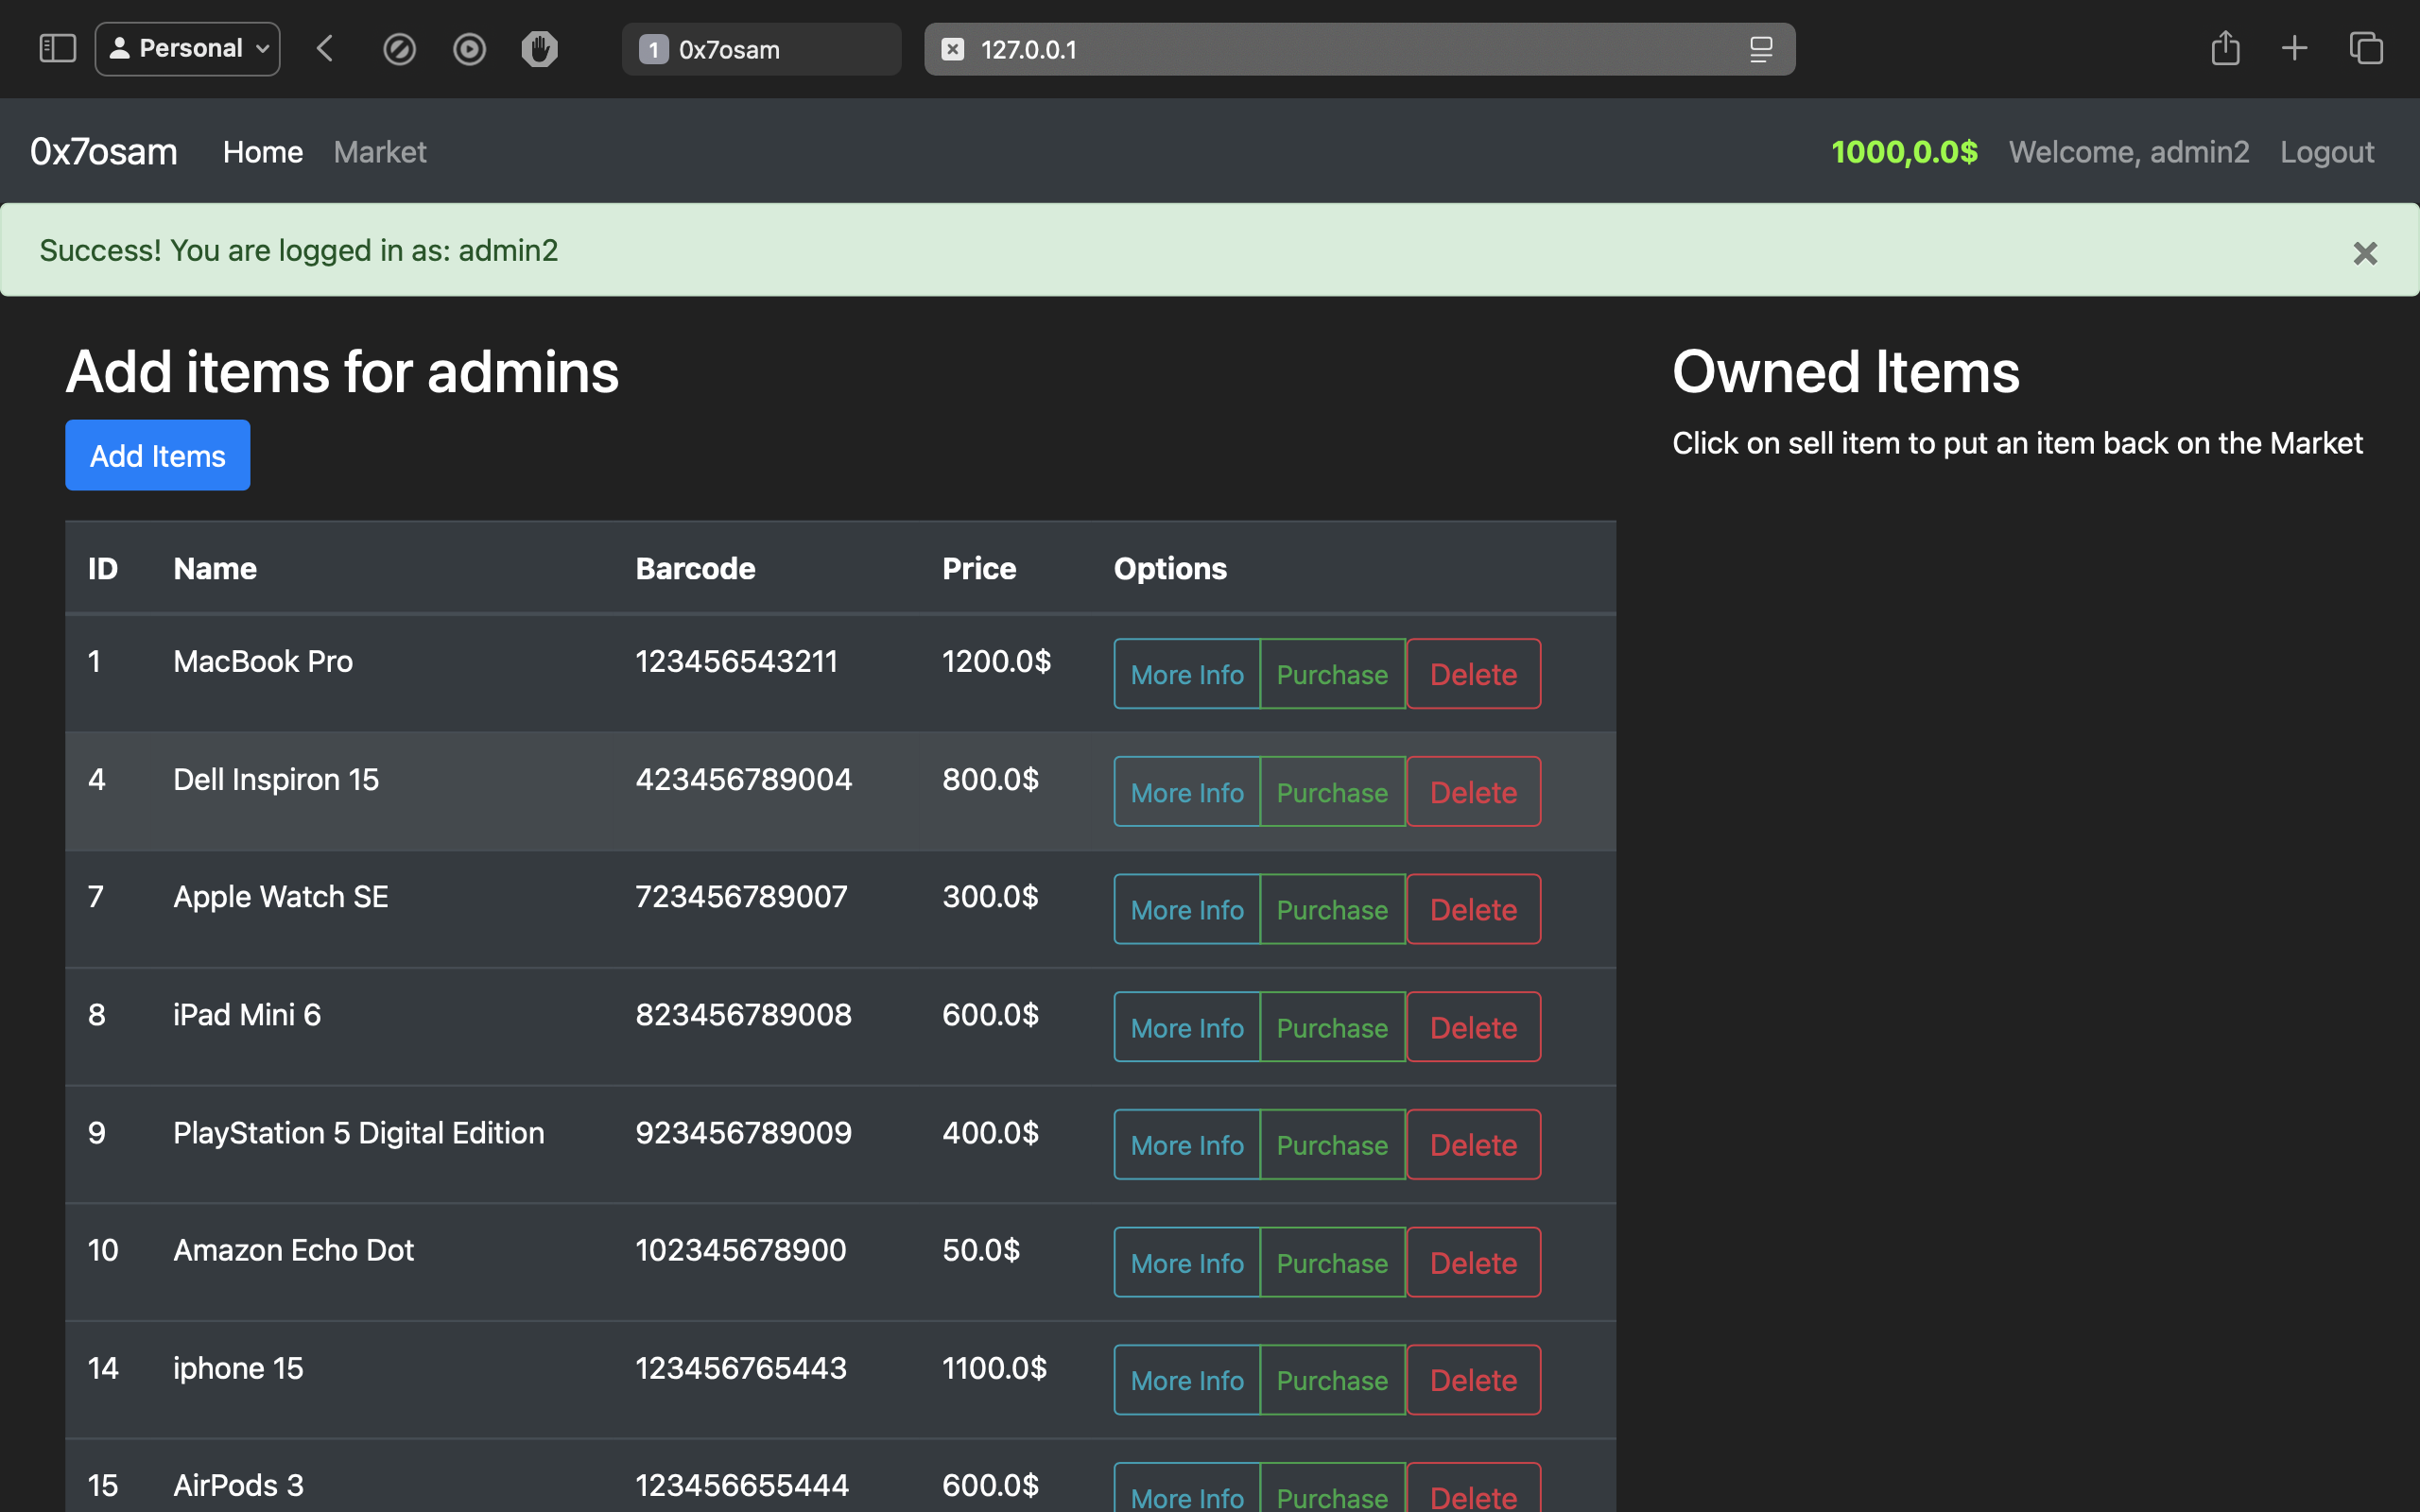 Personal
1 0x7osam
127.0.0.1
0x7osam Home Market 1000,0.0$ Welcome, admin2 Logout
Success! You are logged in as: admin2
Add items for admins
Add Items
Owned Items
Click on sell item to put an item back on the Market
ID Name Barcode Price Options
1 MacBook Pro 123456543211 1200.0$ More Info Purchase Delete
4 Dell Inspiron 15 423456789004 800.0$ More Info Purchase Delete
7 Apple Watch SE 723456789007 300.0$ More Info Purchase Delete
8 iPad Mini 6 823456789008 600.0$ More Info Purchase Delete
9 PlayStation 5 Digital Edition 923456789009 400.0$ More Info Purchase Delete
10 Amazon Echo Dot 102345678900 50.0$ More Info Purchase Delete
14 iphone 15 123456765443 1100.0$ More Info Purchase Delete
15 AirPods 3 123456655444 600.0$ More Info Purchase Delete